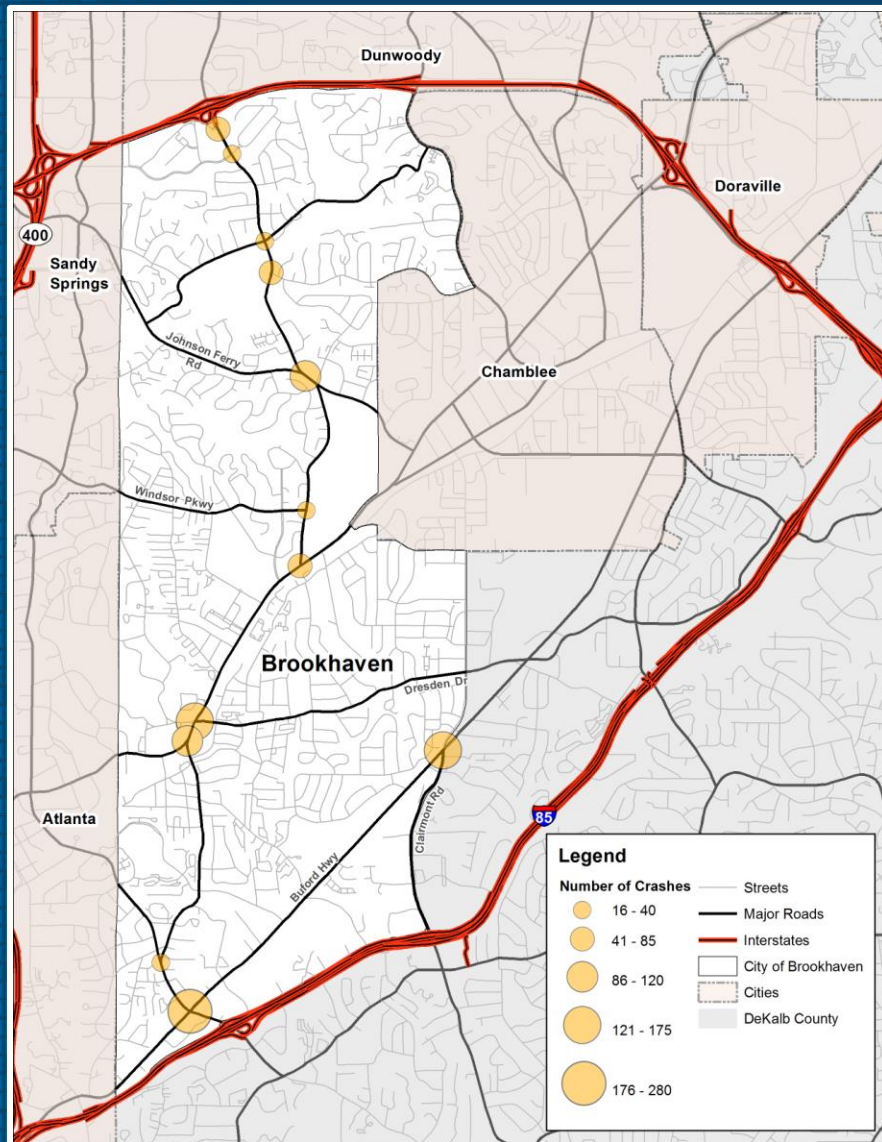 Dunwoody
Doraville
400
Sandy
Springs
Johnson Ferry
Rd
Chamblee
Windsor Pkwy
Brookhaven
Dresden Dr
Atlanta
Clairmont Rd
Buford Hwy
85
Legend
Number of Crashes
16 - 40
41 - 85
86 - 120
121 - 175
176 - 280
Streets
Major Roads
Interstates
City of Brookhaven
Cities
DeKalb County